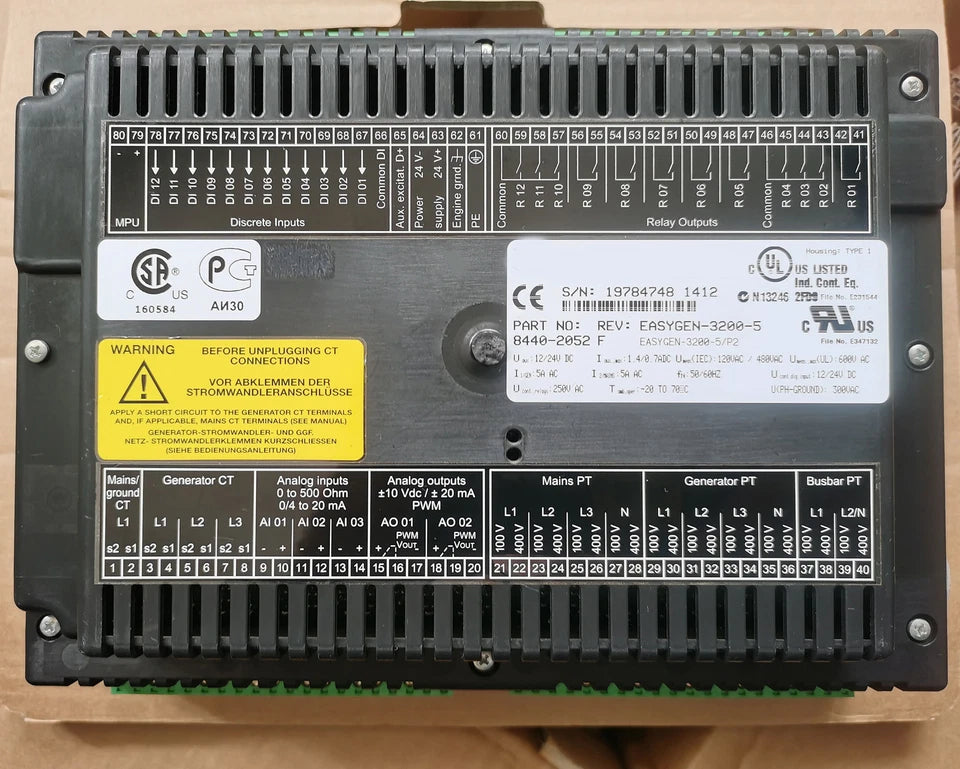 80 79 78 77 76 75 74 73 72 71 70 69 68 67 66 65 64 63 62 61 60 59 58 57 56 55 54 53 52 51 50 49 48 47 46 45 44 43 42 41
- + DI 12 DI 11 DI 10 DI 09 DI 08 DI 07 DI 06 DI 05 DI 04 DI 03 DI 02 DI 01 Common DI Aux. excitat. D+ Power supply 24 V- 24 V+ Engine grnd. PE Common R 12 R 11 R 10 R 09 R 08 R 07 R 06 R 05 Common R 04 R 03 R 02 R 01
MPU Discrete Inputs Relay Outputs
CSA ®
C US
160584
РСТ
АИ30
CE
S/N: 19784748 1412
PART NO: REV: EASYGEN-3200-5
8440-2052 F EASYGEN-3200-5/P2
Housing: TYPE 1
C UL US LISTED
Ind. Cont. Eq.
N13246 2FD9 File No. E231544
C US
File No. E347132
: 12/24V DC : 1.4/0.7ADC (IEC): 120VAC / 480VAC (UL): 600V AC
: 5A AC : 5A AC fN: 50/60HZ : 12/24V DC
: 250V AC : -20 TO 70°C U(PH-GROUND): 300VAC
WARNING
BEFORE UNPLUGGING CT
CONNECTIONS
VOR ABKLEMMEN DER
STROMWANDLERANSCHLÜSSE
APPLY A SHORT CIRCUIT TO THE GENERATOR CT TERMINALS
AND, IF APPLICABLE, MAINS CT TERMINALS (SEE MANUAL)
GENERATOR-STROMWANDLER- UND GGF.
NETZ- STROMWANDLERKLEMMEN KURZSCHLIESSEN
(SIEHE BEDIENUNGSANLEITUNG)
Mains/ ground CT Generator CT Analog inputs 0 to 500 Ohm 0/4 to 20 mA Analog outputs ±10 Vdc / ± 20 mA PWM Mains PT Generator PT Busbar PT
L1 L1 L2 L3 AI 01 AI 02 AI 03 AO 01 PWM Vout AO 02 PWM Vout L1 L2 L3 N L1 L2 L3 N L1 L2/N
s2 s1 s2 s1 s2 s1 s2 s1 - + - + - + + - + - 100 V 400 V 100 V 400 V 100 V 400 V 100 V 400 V 100 V 400 V 100 V 400 V 100 V 400 V 100 V 400 V 100 V 400 V 100 V 400 V
1 2 3 4 5 6 7 8 9 10 11 12 13 14 15 16 17 18 19 20 21 22 23 24 25 26 27 28 29 30 31 32 33 34 35 36 37 38 39 40